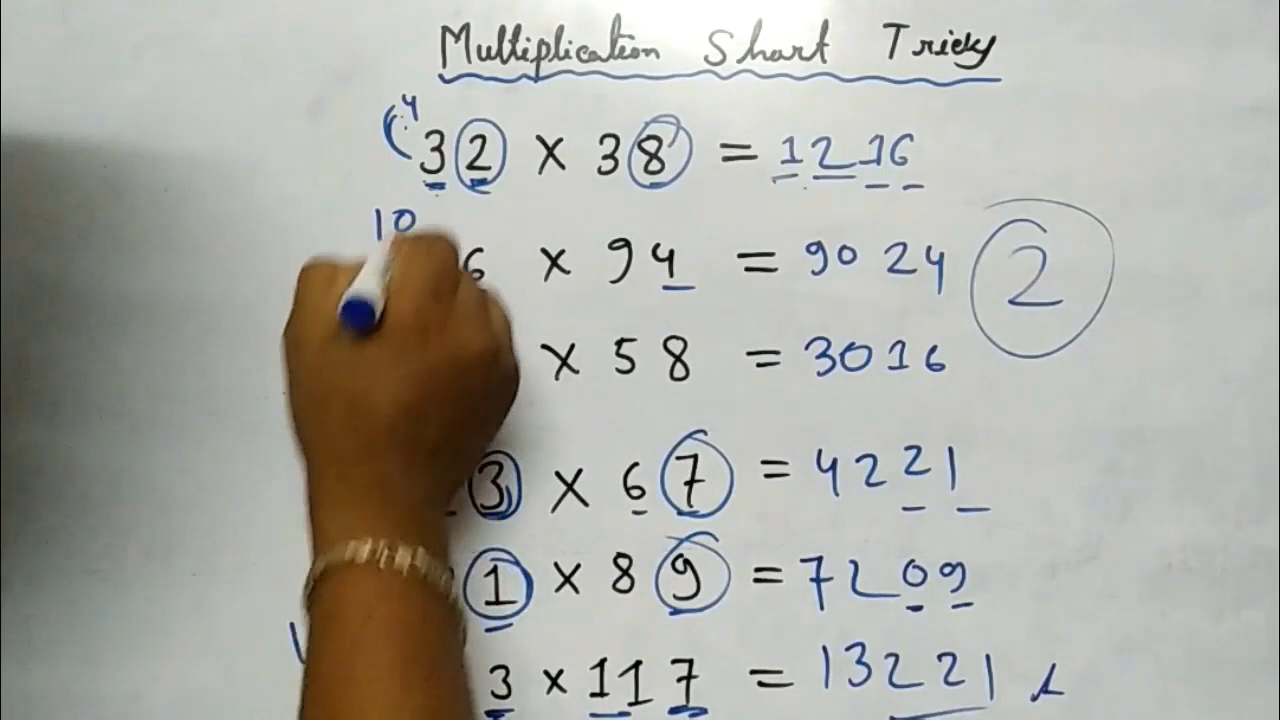 Multiplication Short Tricks
4
32 × 38 = 1216
10
6 × 94 = 9024
2
× 58 = 3016
3 × 67 = 4221
1 × 89 = 7209
3 × 117 = 13221